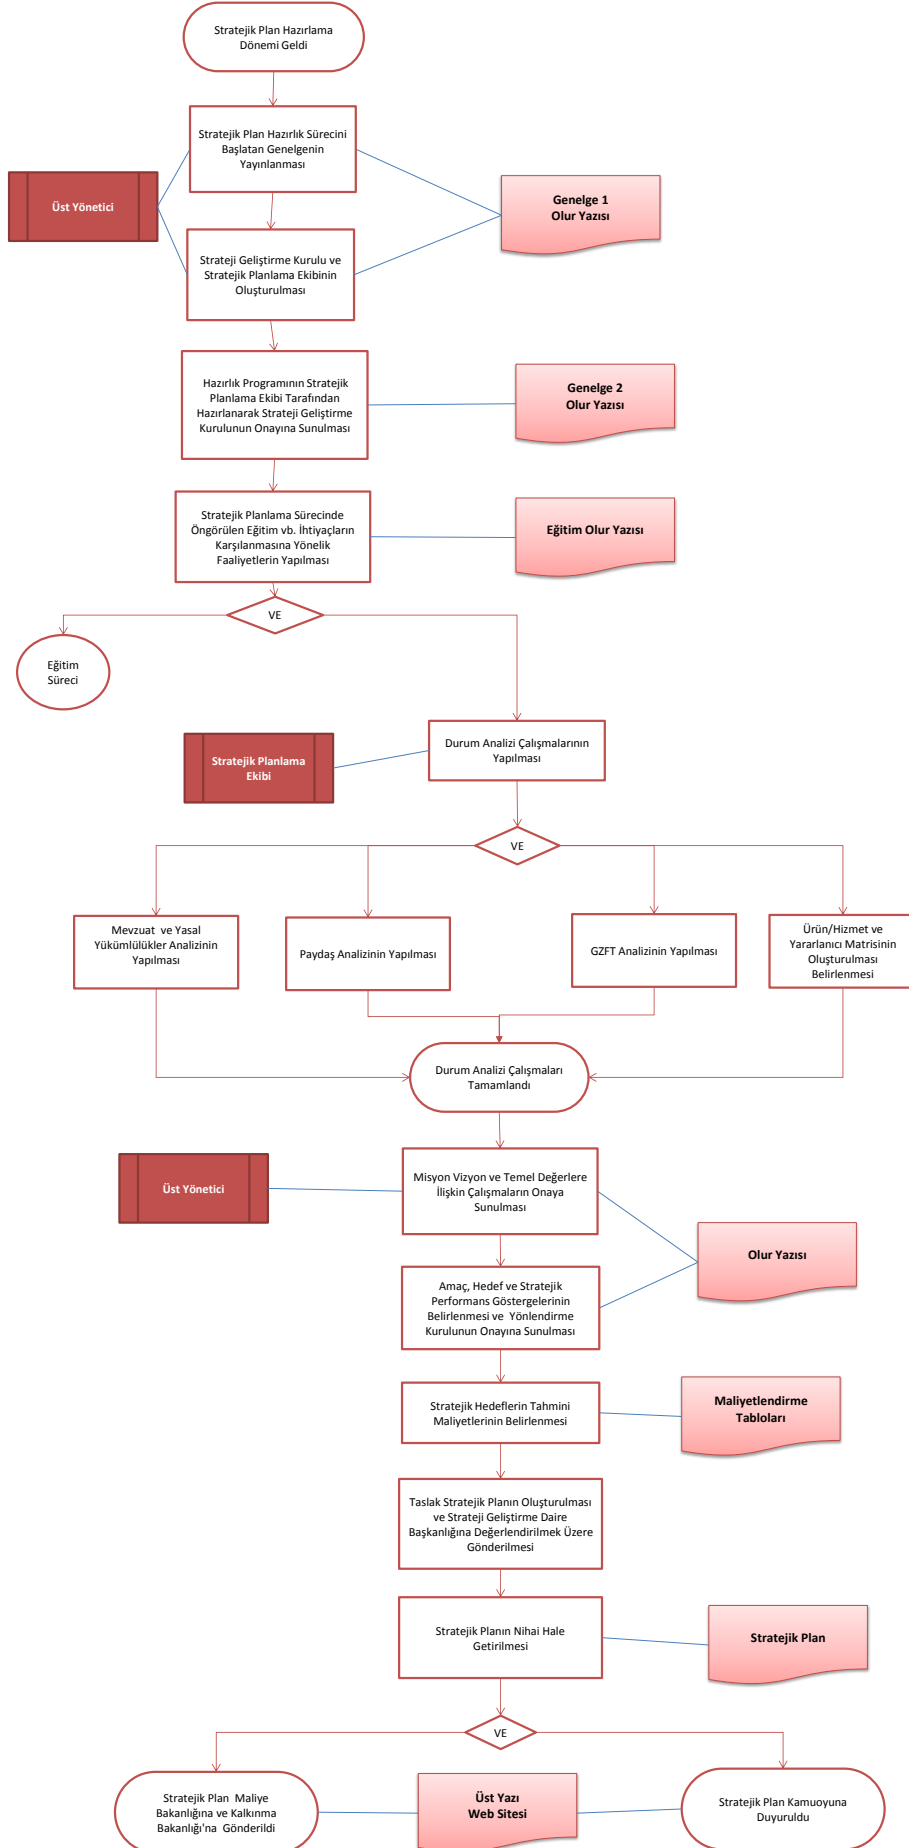 Stratejik Plan Hazırlama
Dönemi Geldi
Stratejik Plan Hazırlık Sürecini
Başlatan Genelgenin
Yayınlanması
Üst Yönetici
Genelge 1
Olur Yazısı
Strateji Geliştirme Kurulu ve
Stratejik Planlama Ekibinin
Oluşturulması
Hazırlık Programının Stratejik
Planlama Ekibi Tarafından
Hazırlanarak Strateji Geliştirme
Kurulunun Onayına Sunulması
Genelge 2
Olur Yazısı
Stratejik Planlama Sürecinde
Öngörülen Eğitim vb. İhtiyaçların
Karşılanmasına Yönelik
Faaliyetlerin Yapılması
Eğitim Olur Yazısı
VE
Eğitim
Süreci
Durum Analizi Çalışmalarının
Yapılması
Stratejik Planlama
Ekibi
VE
Mevzuat ve Yasal
Yükümlülükler Analizinin
Yapılması
Paydaş Analizinin Yapılması
GZFT Analizinin Yapılması
Ürün/Hizmet ve
Yararlanıcı Matrisinin
Oluşturulması
Belirlenmesi
Durum Analizi Çalışmaları
Tamamlandı
Misyon Vizyon ve Temel Değerlere
İlişkin Çalışmaların Onaya
Sunulması
Üst Yönetici
Olur Yazısı
Amaç, Hedef ve Stratejik
Performans Göstergelerinin
Belirlenmesi ve Yönlendirme
Kurulunun Onayına Sunulması
Stratejik Hedeflerin Tahmini
Maliyetlerinin Belirlenmesi
Maliyetlendirme
Tabloları
Taslak Stratejik Planın Oluşturulması
ve Strateji Geliştirme Daire
Başkanlığına Değerlendirilmek Üzere
Gönderilmesi
Stratejik Planın Nihai Hale
Getirilmesi
Stratejik Plan
VE
Stratejik Plan Maliye
Bakanlığına ve Kalkınma
Bakanlığı'na Gönderildi
Üst Yazı
Web Sitesi
Stratejik Plan Kamuoyuna
Duyuruldu